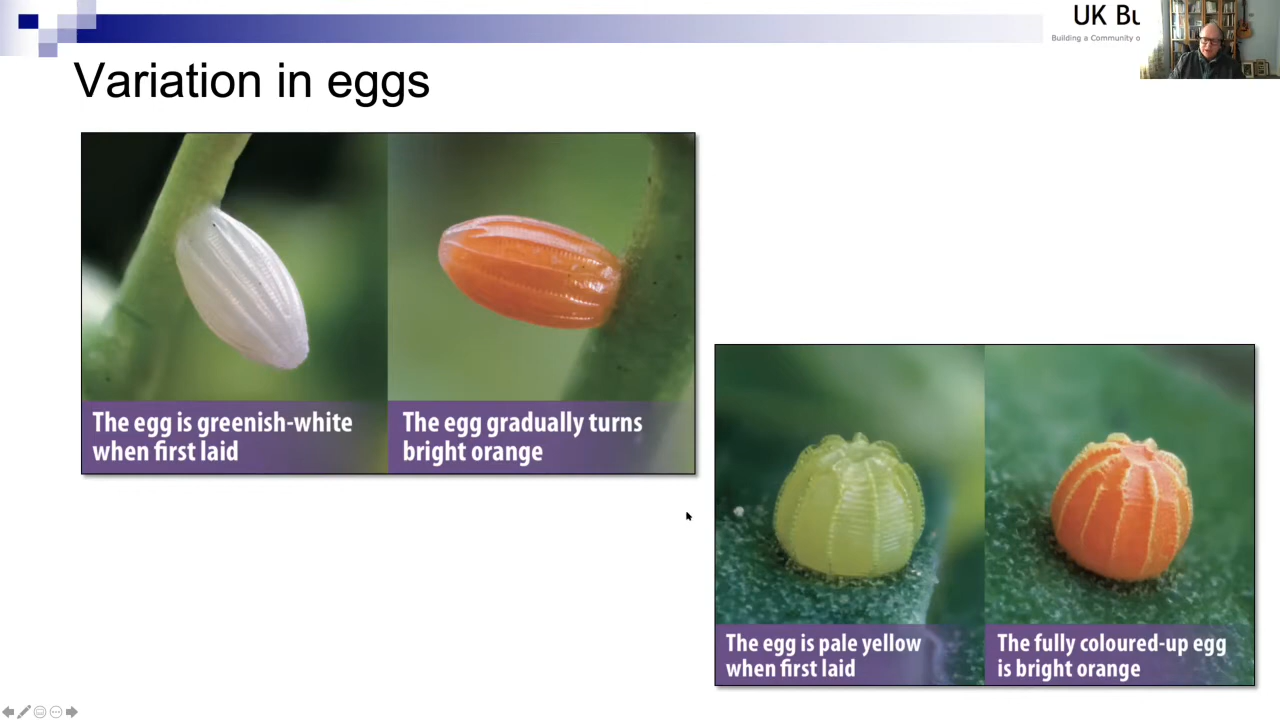 UK Bu
Building a Community o
Variation in eggs
The egg is greenish-white
when first laid
The egg gradually turns
bright orange
The egg is pale yellow
when first laid
The fully coloured-up egg
is bright orange